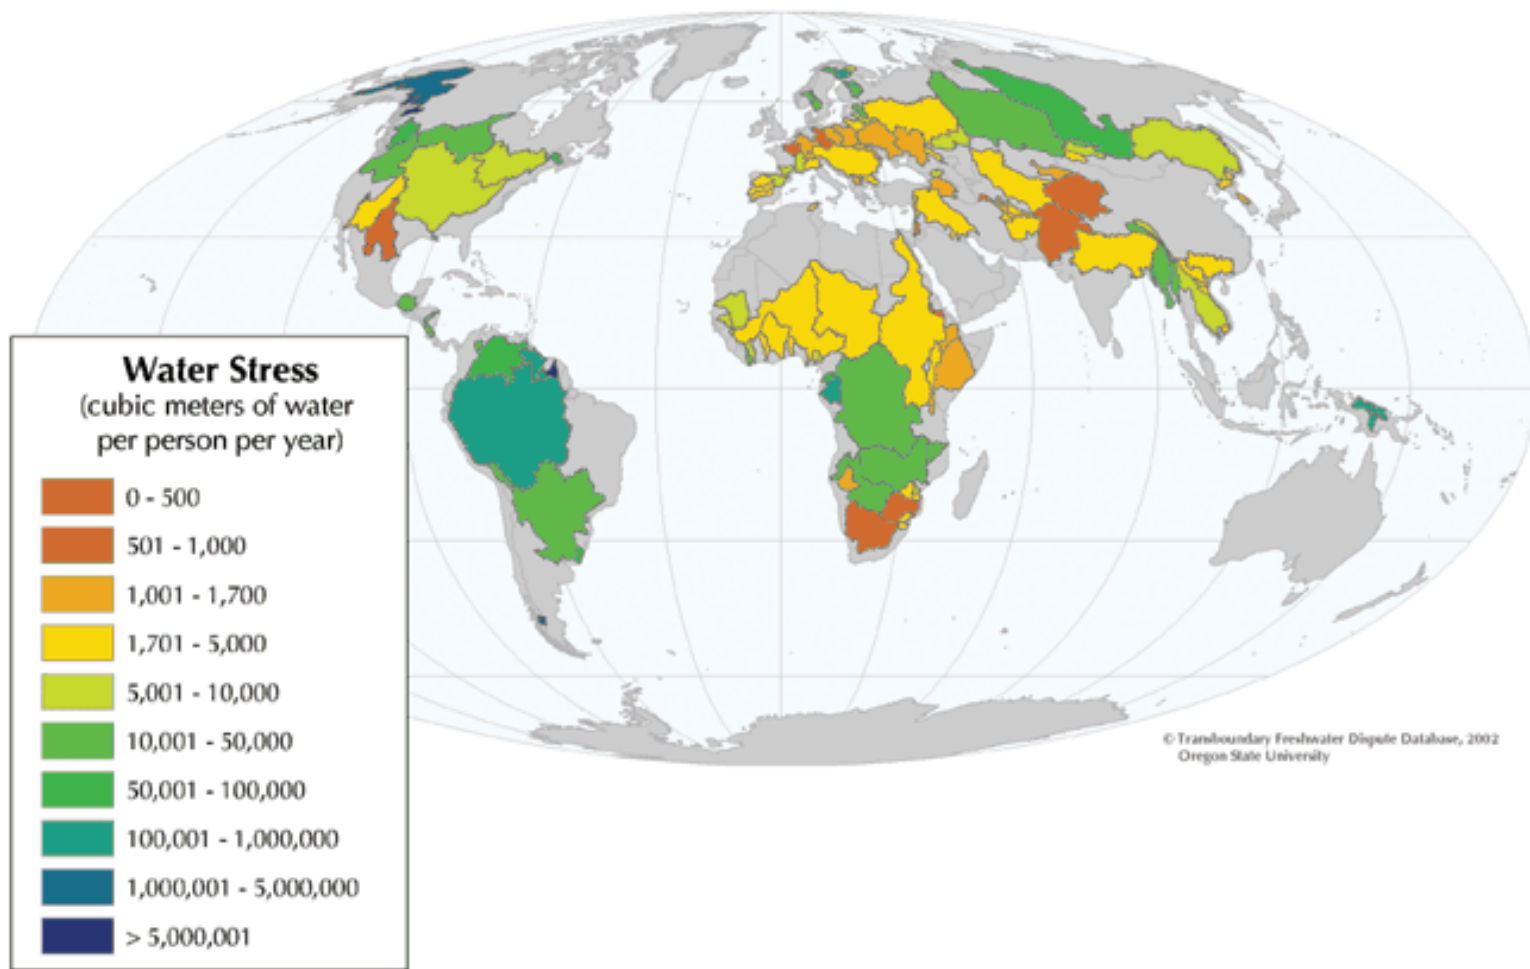 Water Stress
(cubic meters of water
per person per year)
0 - 500
501 - 1,000
1,001 - 1,700
1,701 - 5,000
5,001 - 10,000
10,001 - 50,000
50,001 - 100,000
100,001 - 1,000,000
1,000,001 - 5,000,000
> 5,000,001
© Transboundary Freshwater Dispute Database, 2002
Oregon State University